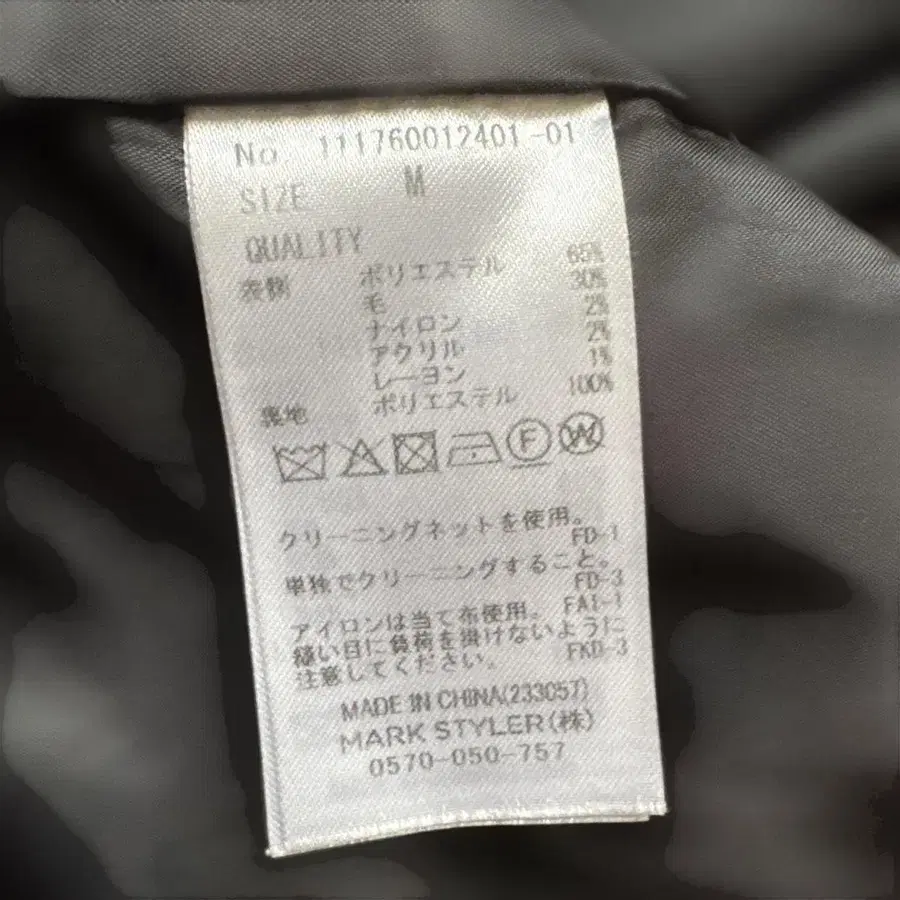 No. 111760012401-01
SIZE M
QUALITY
表側 ポリエステル 65%
毛 30%
ナイロン 2%
アクリル 2%
レーヨン 1%
裏地 ポリエステル 100%
F W
クリーニングネットを使用。
FD-1
単独でクリーニングすること。
FD-3
アイロンは当て布使用。 FAI-1
縫い目に負荷を掛けないように
注意してください。 FKD-3
MADE IN CHINA(233057)
MARK STYLER(株)
0570-050-757